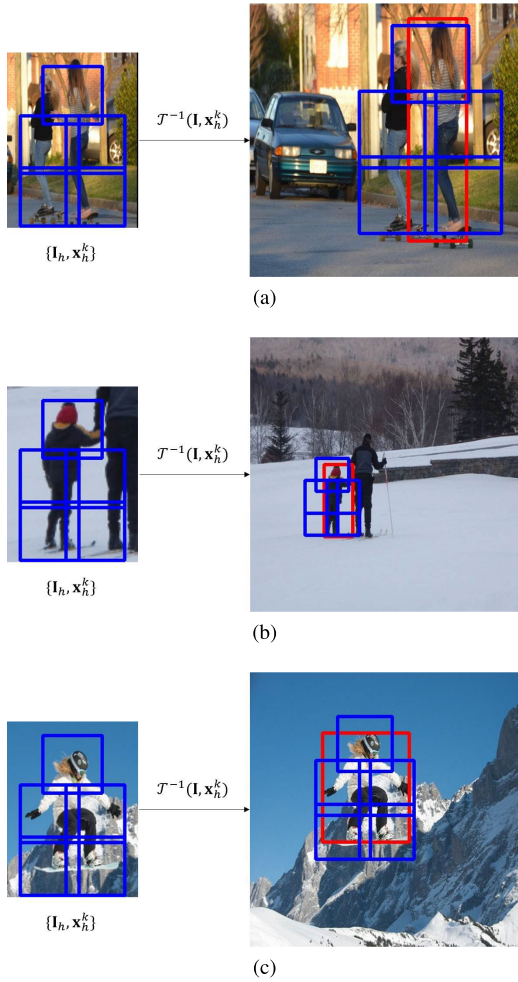 𝒯⁻¹(𝐈, 𝐱ₕᵏ)
{𝐈ₕ, 𝐱ₕᵏ}
(a)
𝒯⁻¹(𝐈, 𝐱ₕᵏ)
{𝐈ₕ, 𝐱ₕᵏ}
(b)
𝒯⁻¹(𝐈, 𝐱ₕᵏ)
{𝐈ₕ, 𝐱ₕᵏ}
(c)